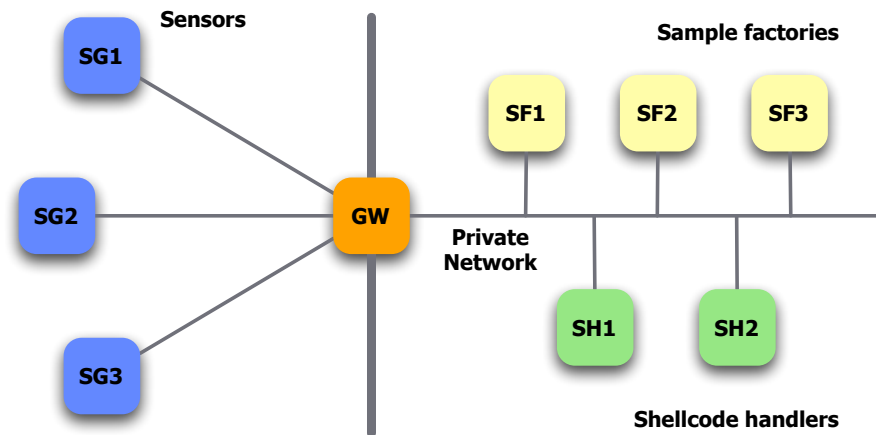 Sensors
Sample factories
SG1
SF1
SF2
SF3
SG2
GW
Private
Network
SH1
SH2
SG3
Shellcode handlers